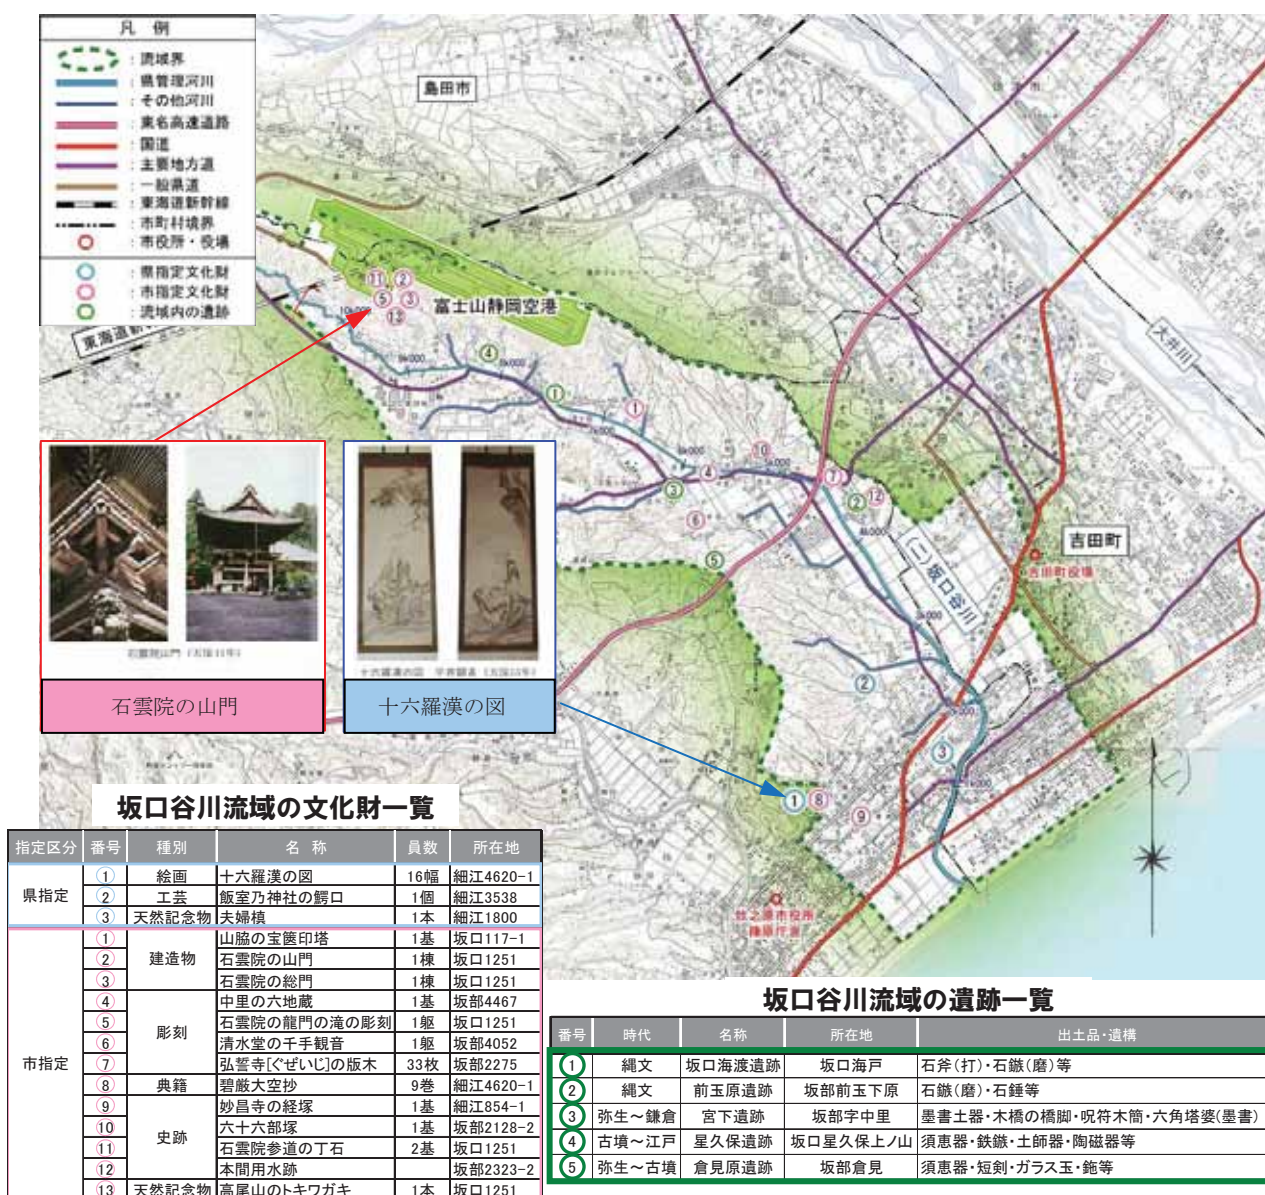 凡 例
：流域界
：県管理河川
：その他河川
：東名高速道路
：国道
：主要地方道
：一般県道
：東海道新幹線
：市町村境界
：市役所・役場
：県指定文化財
：市指定文化財
：流域内の遺跡
島田市
富士山静岡空港
大井川
吉田町
吉田町役場
(二)坂口谷川
⑪ ②
⑤ ③
⑬
④
①
①
⑩
④
③
⑥
⑦
② ⑫
⑤
②
③
① ⑧
⑨
石雲院の山門
十六羅漢の図
坂口谷川流域の文化財一覧
指定区分 番号 種別 名 称 員数 所在地
県指定 ① 絵画 十六羅漢の図 16幅 細江4620-1
② 工芸 飯室乃神社の鰐口 1個 細江3538
③ 天然記念物 夫婦槙 1本 細江1800
市指定 ① 建造物 山脇の宝篋印塔 1基 坂口117-1
② 石雲院の山門 1棟 坂口1251
③ 石雲院の総門 1棟 坂口1251
④ 彫刻 中里の六地蔵 1基 坂部4467
⑤ 石雲院の龍門の滝の彫刻 1躯 坂口1251
⑥ 清水堂の千手観音 1躯 坂部4052
⑦ 弘誓寺[ぐぜいじ]の版木 33枚 坂部2275
⑧ 典籍 碧厳大空抄 9巻 細江4620-1
⑨ 史跡 妙昌寺の経塚 1基 細江854-1
⑩ 六十六部塚 1基 坂部2128-2
⑪ 石雲院参道の丁石 2基 坂口1251
⑫ 本間用水跡 坂部2323-2
⑬ 天然記念物 高尾山のトキワガキ 1本 坂口1251
坂口谷川流域の遺跡一覧
番号 時代 名称 所在地 出土品・遺構
① 縄文 坂口海渡遺跡 坂口海戸 石斧(打)・石鏃(磨)等
② 縄文 前玉原遺跡 坂部前玉下原 石鏃(磨)・石錘等
③ 弥生～鎌倉 宮下遺跡 坂部字中里 墨書土器・木橋の橋脚・呪符木簡・六角塔婆(墨書)
④ 古墳～江戸 星久保遺跡 坂口星久保上ノ山 須恵器・鉄鏃・土師器・陶磁器等
⑤ 弥生～古墳 倉見原遺跡 坂部倉見 須恵器・短剣・ガラス玉・鉇等